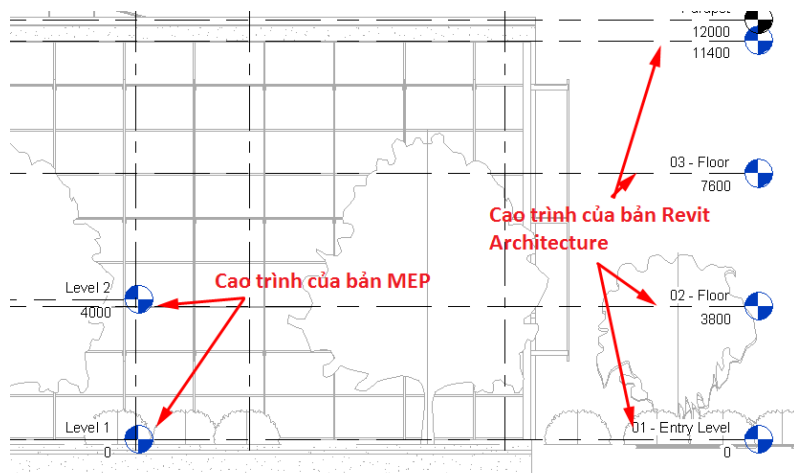 12000
11400
03 - Floor
7600
Cao trình của bản Revit
Architecture
Cao trình của bản MEP
Level 2
4000
02 - Floor
3800
Level 1
0
01 - Entry Level
0